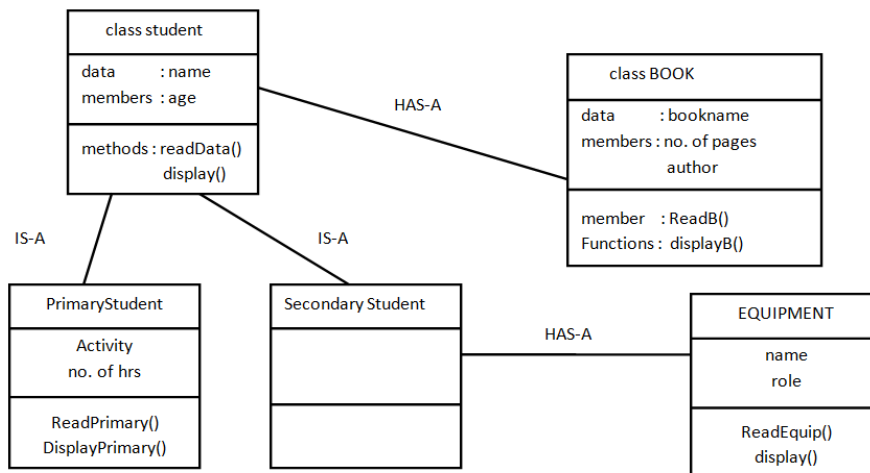 class student
data : name
members : age
methods : readData()
display()
HAS-A
class BOOK
data : bookname
members : no. of pages
author
member : ReadB()
Functions : displayB()
IS-A
IS-A
PrimaryStudent
Activity
no. of hrs
ReadPrimary()
DisplayPrimary()
Secondary Student
HAS-A
EQUIPMENT
name
role
ReadEquip()
display()